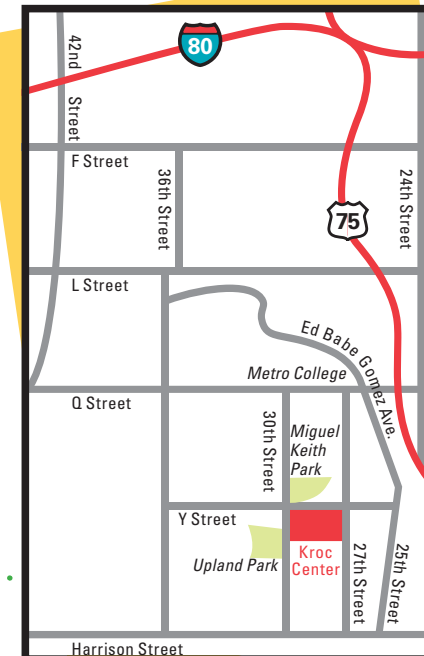 42nd Street
80
F Street
36th Street
24th Street
75
L Street
Ed Babe Gomez Ave.
Metro College
Q Street
30th Street
Miguel
Keith
Park
Y Street
Upland Park
Kroc
Center
27th Street
25th Street
Harrison Street